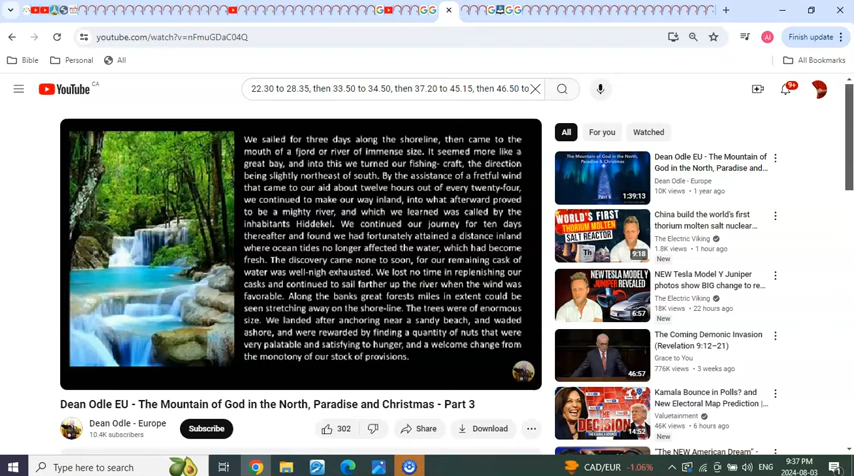 youtube.com/watch?v=nFmuGDaC04Q
Finish update
Bible
Personal
All
All Bookmarks
YouTube CA
22.30 to 28.35, then 33.50 to 34.50, then 37.20 to 45.15, then 46.50 to
9+
We sailed for three days along the shoreline, then came to the
mouth of a fjord or river of immense size. It seemed more like a
great bay, and into this we turned our fishing- craft, the direction
being slightly northeast of south. By the assistance of a fretful wind
that came to our aid about twelve hours out of every twenty-four,
we continued to make our way inland, into what afterward proved
to be a mighty river, and which we learned was called by the
inhabitants Hiddekel. We continued our journey for ten days
thereafter and found we had fortunately attained a distance inland
where ocean tides no longer affected the water, which had become
fresh. The discovery came none to soon, for our remaining cask of
water was well-nigh exhausted. We lost no time in replenishing our
casks and continued to sail farther up the river when the wind was
favorable. Along the banks great forests miles in extent could be
seen stretching away on the shore-line. The trees were of enormous
size. We landed after anchoring near a sandy beach, and waded
ashore, and were rewarded by finding a quantity of nuts that were
very palatable and satisfying to hunger, and a welcome change from
the monotony of our stock of provisions.
Dean Odle EU - The Mountain of God in the North, Paradise and Christmas - Part 3
Dean Odle - Europe
10.4K subscribers
Subscribe
302
Share
Download
All
For you
Watched
1:39:13
Dean Odle EU - The Mountain
of God in the North, Paradise and...
Dean Odle - Europe
10K views • 1 year ago
WORLD'S FIRST
THORIUM MOLTEN
SALT REACTOR
9:18
China build the world's first
thorium molten salt nuclear...
The Electric Viking
1.8K views • 1 hour ago
New
NEW TESLA MODEL Y
JUNIPER
REVEALED
6:57
NEW Tesla Model Y Juniper
photos show BIG change to re...
The Electric Viking
18K views • 22 hours ago
New
46:57
The Coming Demonic Invasion
(Revelation 9:12–21)
Grace to You
776K views • 3 weeks ago
14:52
Kamala Bounce in Polls? and
New Electoral Map Prediction |...
Valuetainment
46K views • 6 hours ago
New
"The NEW American Dream" -
Type here to search
CAD/EUR -1.06%
9:37 PM
2024-08-03